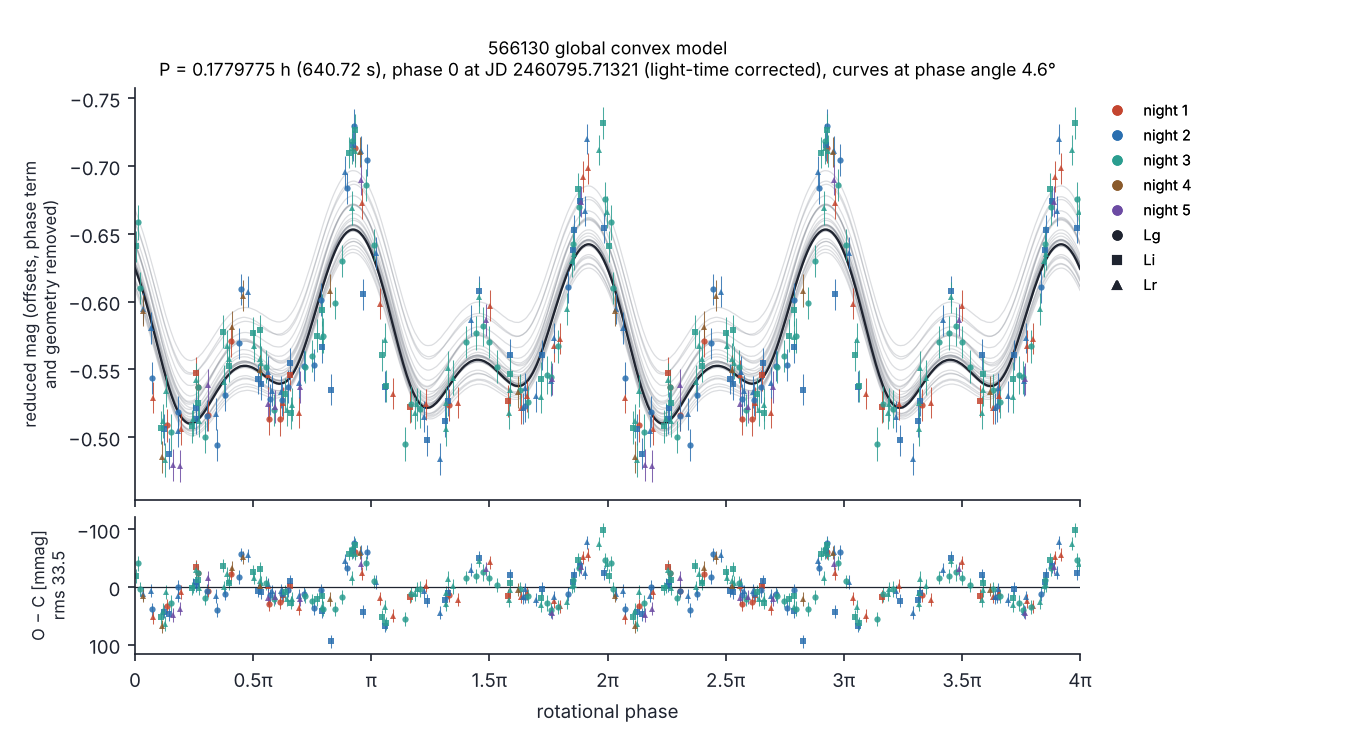 566130 global convex model
P = 0.1779775 h (640.72 s), phase 0 at JD 2460795.71321 (light-time corrected), curves at phase angle 4.6°
reduced mag (offsets, phase term
and geometry removed)
−0.75
−0.70
−0.65
−0.60
−0.55
−0.50
night 1
night 2
night 3
night 4
night 5
Lg
Li
Lr
O − C [mmag]
rms 33.5
−100
0
100
0
0.5π
π
1.5π
2π
2.5π
3π
3.5π
4π
rotational phase